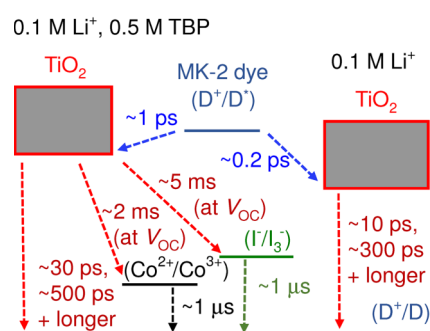 0.1 M Li⁺, 0.5 M TBP
TiO₂
MK-2 dye
(D⁺/D*)
0.1 M Li⁺
TiO₂
~1 ps
~0.2 ps
~5 ms
(at V_OC)
~2 ms
(at V_OC)
(I⁻/I₃⁻)
(Co²⁺/Co³⁺)
~30 ps,
~500 ps
+ longer
~1 µs
~1 µs
~10 ps,
~300 ps
+ longer
(D⁺/D)